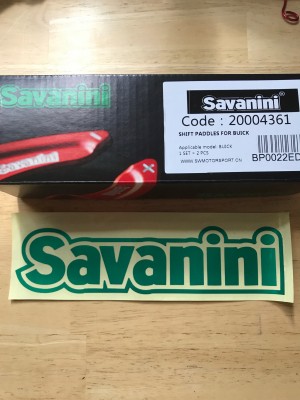 Savanini
Savanini
Savanini
Code : 20004361
SHIFT PADDLES FOR BUICK
Applicable model: BUICK
1 SET = 2 PCS
WWW.SWMOTORSPORT.CN
BP0022ED
Savanini